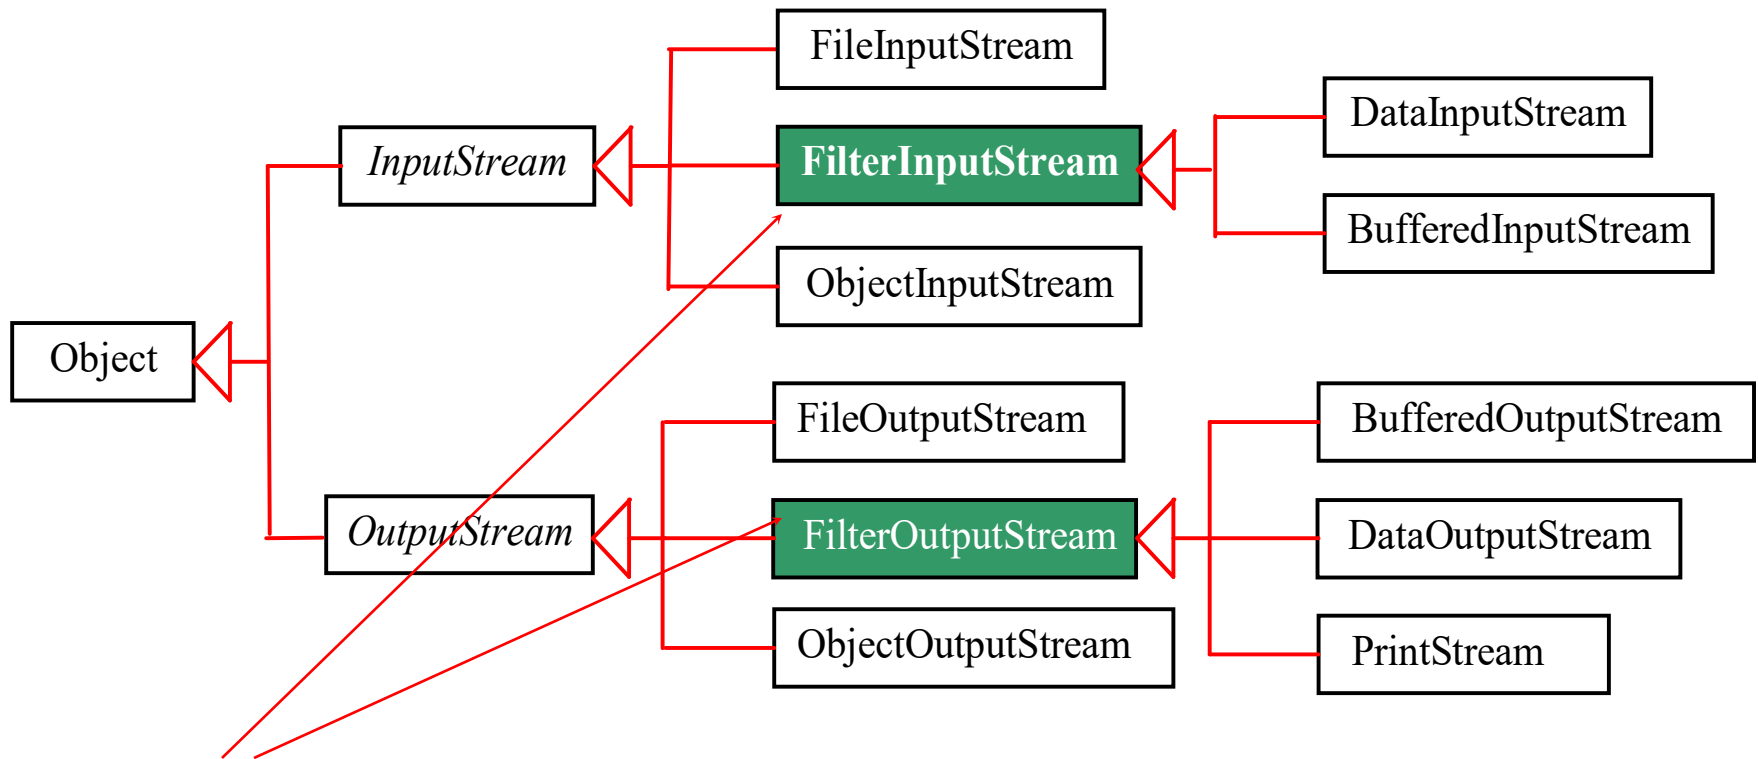 FileInputStream
DataInputStream
InputStream
FilterInputStream
BufferedInputStream
ObjectInputStream
Object
FileOutputStream
BufferedOutputStream
OutputStream
FilterOutputStream
DataOutputStream
ObjectOutputStream
PrintStream